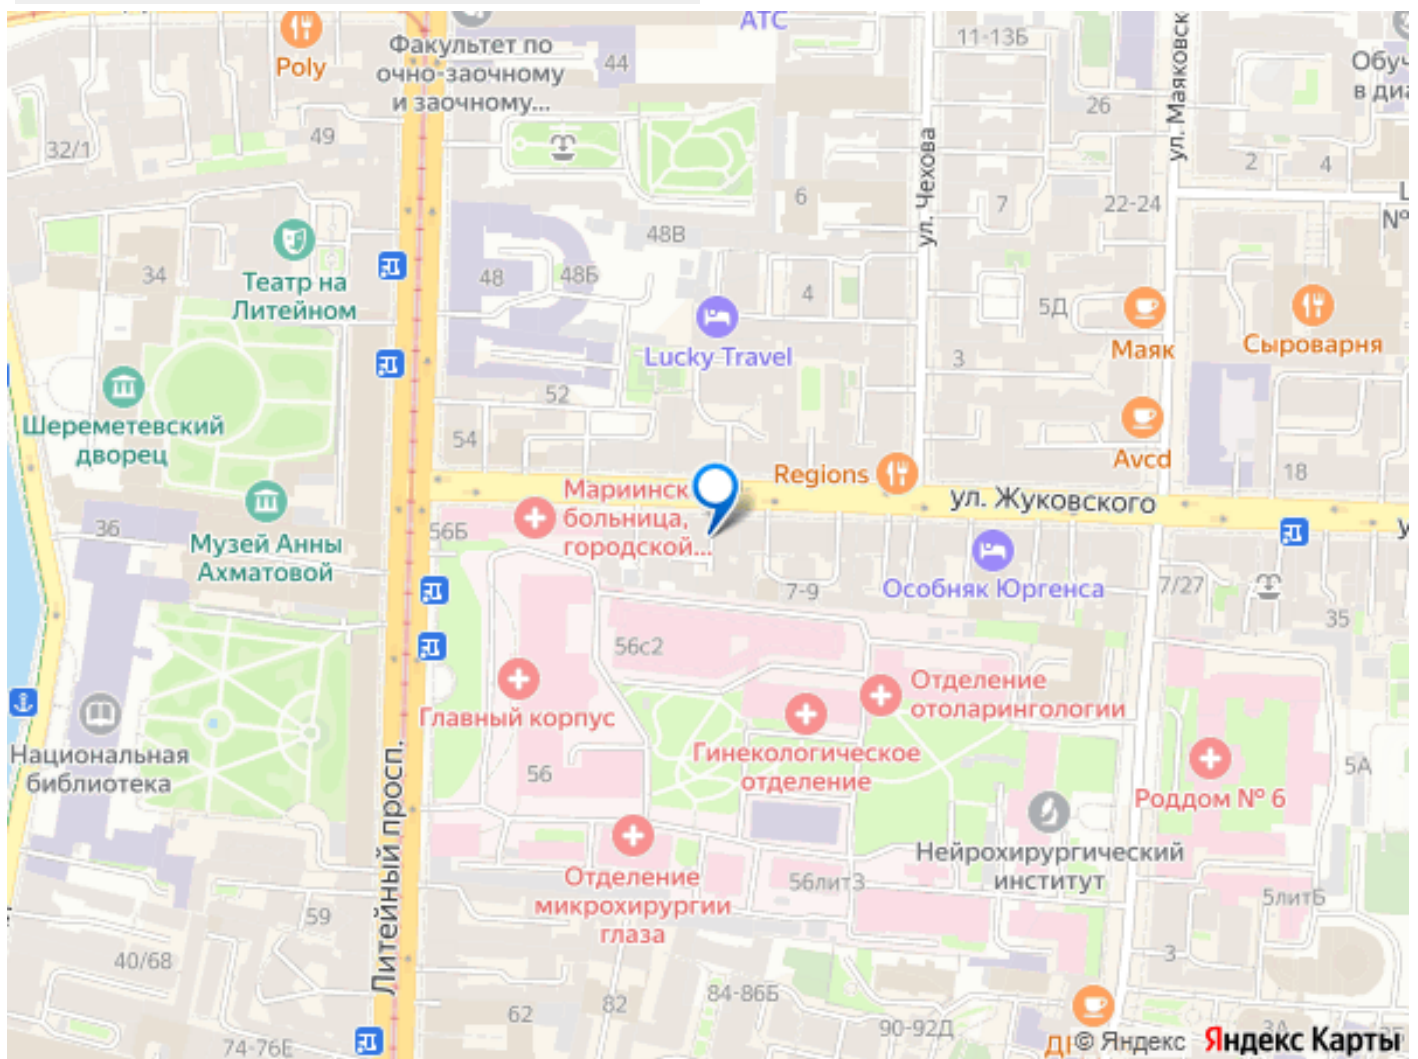 АТС
Poly
Факультет по
очно-заочному
и заочному...
44
11-13Б
ул. Маяковск
Обуч
в диа
26
ул. Чехова
49
32/1
2
4
6
7
22-24
№
48В
34
Театр на
Литейном
48
48Б
4
5Д
Lucky Travel
Маяк
Сыроварня
3
Шереметевский
дворец
52
54
Avcd
18
Regions
ул. Жуковского
у
Мариинск
больница,
городской...
36
56Б
Музей Анны
Ахматовой
Особняк Юргенса
7-9
7/27
35
56с2
Отделение
отоларингологии
Главный корпус
Гинекологическое
отделение
Национальная
библиотека
56
5А
Роддом № 6
Литейный просп.
Нейрохирургический
институт
Отделение
микрохирургии
глаза
56лит3
5литБ
59
40/68
3
84-86Б
62
82
90-92Д
74-76Е
3А
© Яндекс
Яндекс Карты